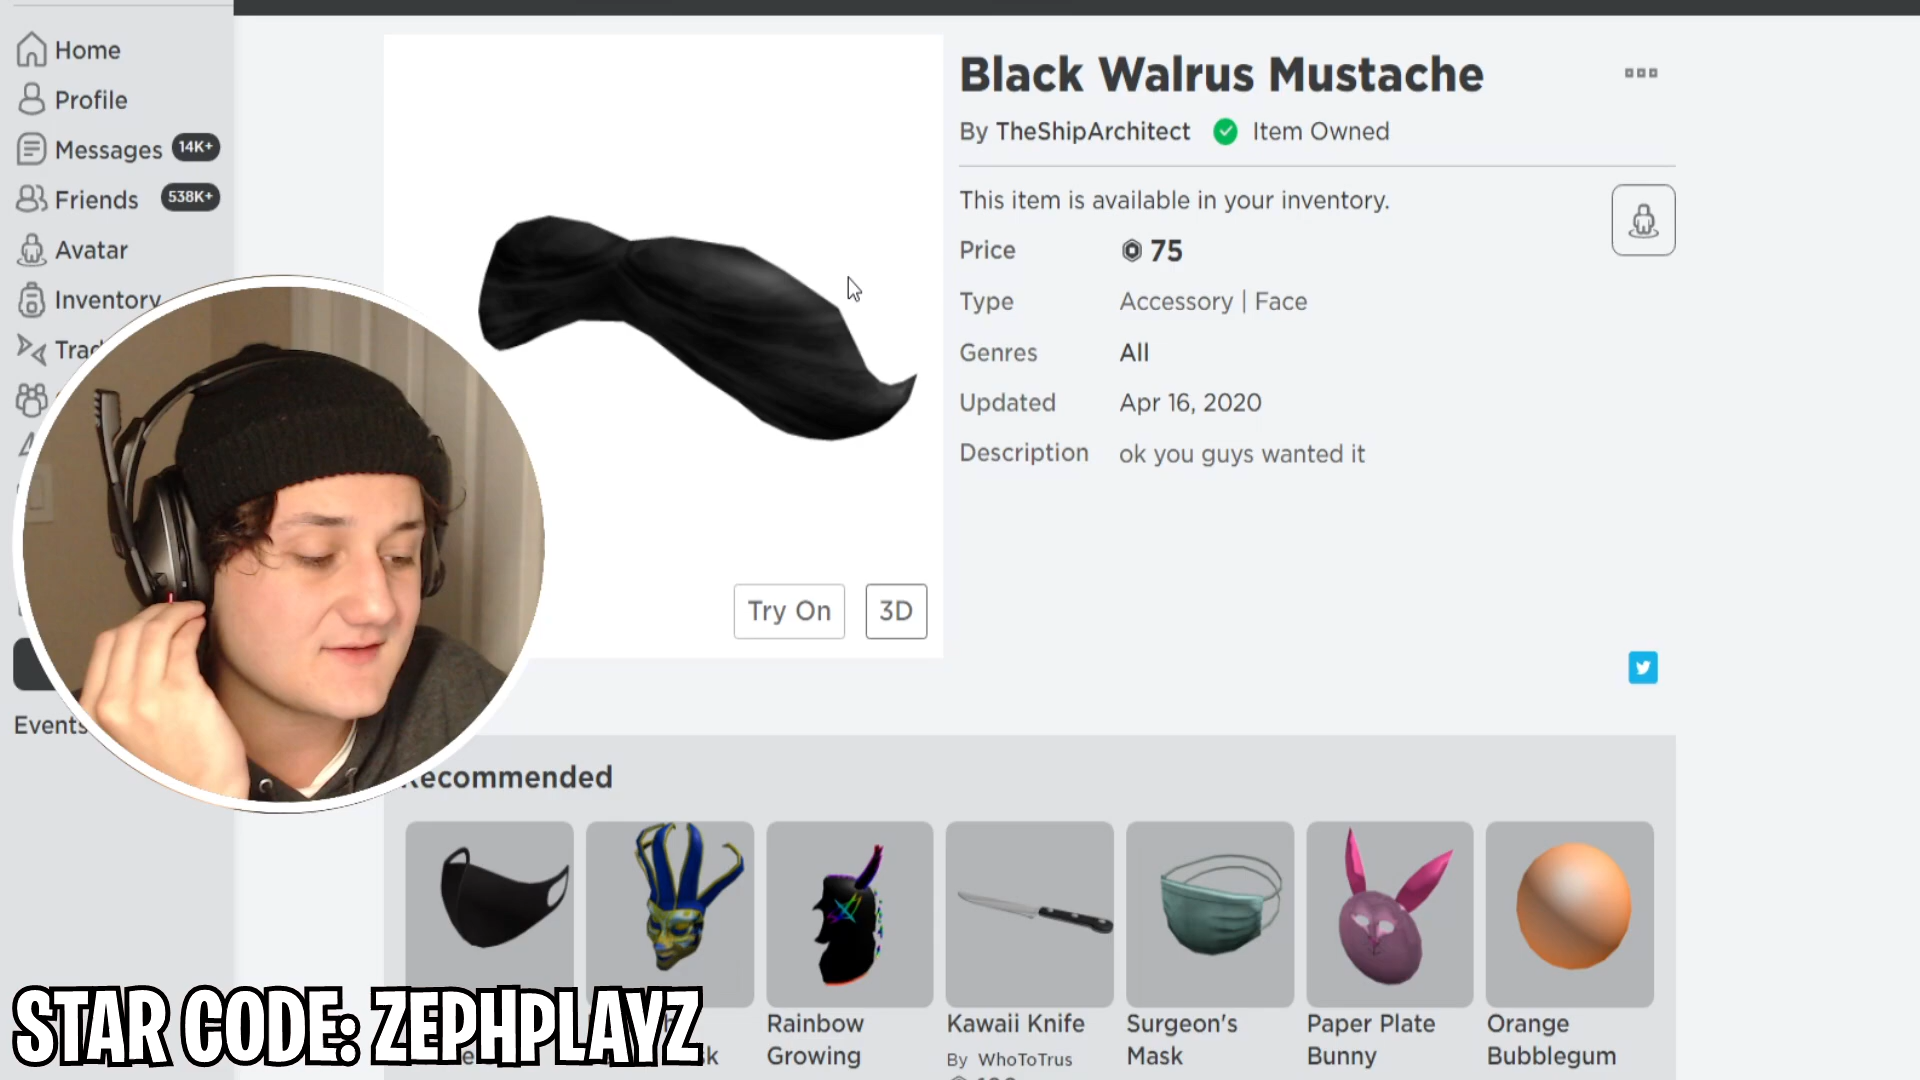 Home
Profile
Messages 14K+
Friends 538K+
Avatar
Inventory
Events
Black Walrus Mustache
By TheShipArchitect Item Owned
This item is available in your inventory.
Price 75
Type Accessory | Face
Genres All
Updated Apr 16, 2020
Description ok you guys wanted it
Try On 3D
Recommended
Rainbow Growing
Kawaii Knife
By WhoToTrus
Surgeon's Mask
Paper Plate Bunny
Orange Bubblegum
STAR CODE: ZEPHPLAYZ